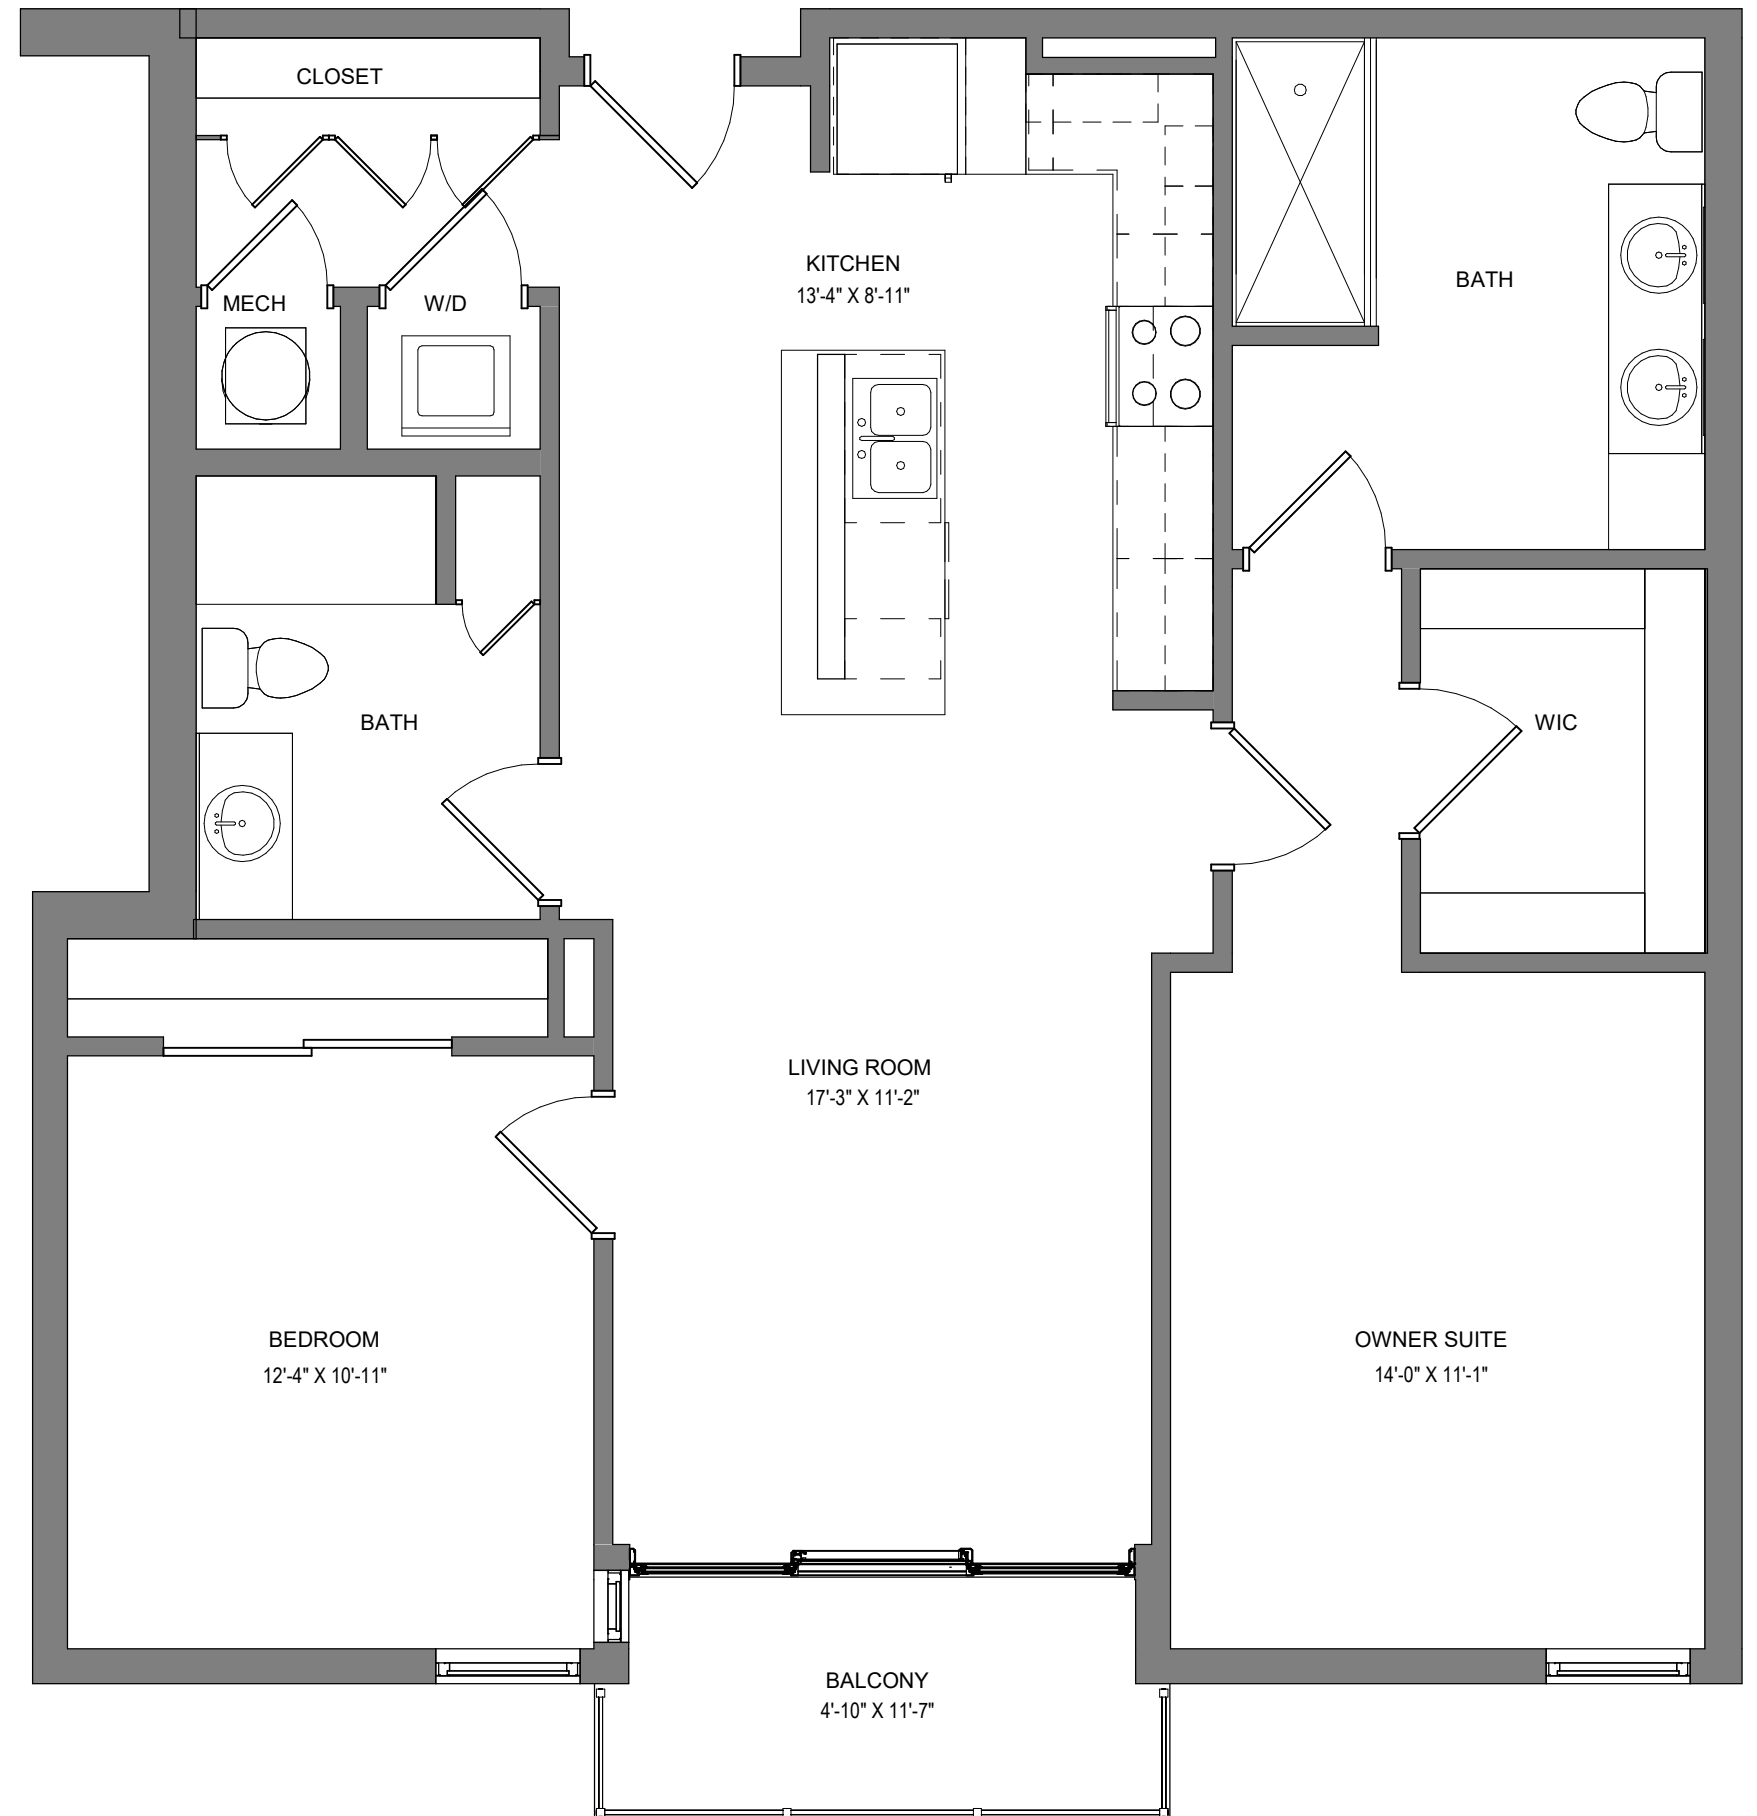 CLOSET
KITCHEN
13'-4" X 8'-11"
BATH
MECH
W/D
BATH
WIC
LIVING ROOM
17'-3" X 11'-2"
BEDROOM
12'-4" X 10'-11"
OWNER SUITE
14'-0" X 11'-1"
BALCONY
4'-10" X 11'-7"